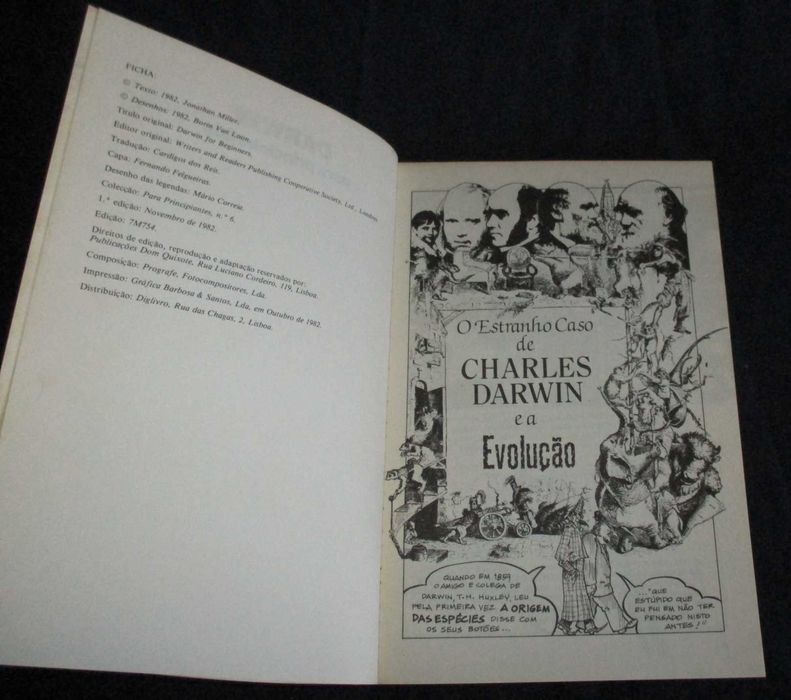 FICHA:
© Texto: 1982, Jonathan Miller.
© Desenhos: 1982, Borin Van Loon.
Título original: Darwin for Beginners.
Editor original: Writers and Readers Publishing Cooperative Society, Ltd., Londres.
Tradução: Cardigos dos Reis.
Capa: Fernando Felgueiras.
Desenho das legendas: Mário Correia.
Colecção: Para Principiantes, n.º 6.
1.ª edição: Novembro de 1982.
Edição: 7M754.
Direitos de edição, reprodução e adaptação reservados por:
Publicações Dom Quixote, Rua Luciano Cordeiro, 119, Lisboa.
Composição: Prografe, Fotocompositores, Lda.
Impressão: Gráfica Barbosa & Santos, Lda, em Outubro de 1982.
Distribuição: Diglivro, Rua das Chagas, 2, Lisboa.
O Estranho Caso
de
CHARLES
DARWIN
e a
Evolução
QUANDO EM 1859
O AMIGO E COLEGA DE
DARWIN, T.H. HUXLEY, LEU
PELA PRIMEIRA VEZ A ORIGEM
DAS ESPÉCIES DISSE COM
OS SEUS BOTÕES...
..."QUE
ESTÚPIDO QUE
EU FUI EM NÃO TER
PENSADO NISTO
ANTES!"